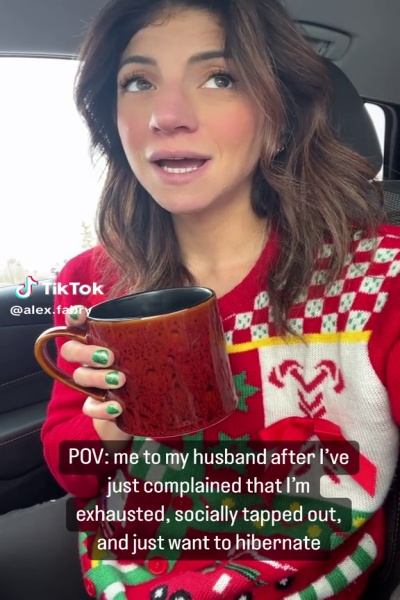 TikTok
@alex.fabry
POV: me to my husband after I've
just complained that I'm
exhausted, socially tapped out,
and just want to hibernate